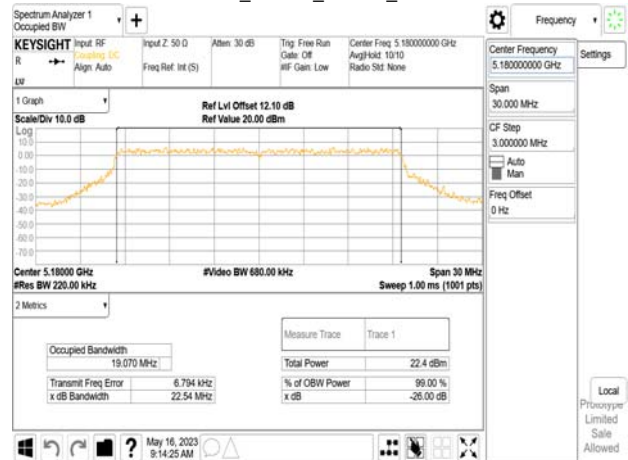 Spectrum Analyzer 1
Occupied BW
+
Frequency
KEYSIGHT
Input: RF
Coupling: DC
Align: Auto
Input Z: 50 Ω
Freq Ref: Int (S)
Atten: 30 dB
Trig: Free Run
Gate: Off
#IF Gain: Low
Center Freq: 5.180000000 GHz
Avg|Hold: 10/10
Radio Std: None
R
LVI
Center Frequency
5.180000000 GHz
Settings
Span
30.000 MHz
CF Step
3.000000 MHz
Auto
Man
Freq Offset
0 Hz
1 Graph
Ref Lvl Offset 12.10 dB
Scale/Div 10.0 dB
Ref Value 20.00 dBm
Log
10.0
0.00
-10.0
-20.0
-30.0
-40.0
-50.0
-60.0
-70.0
Center 5.18000 GHz
#Video BW 680.00 kHz
Span 30 MHz
#Res BW 220.00 kHz
Sweep 1.00 ms (1001 pts)
2 Metrics
Measure Trace
Trace 1
Occupied Bandwidth
19.070 MHz
Total Power
22.4 dBm
Transmit Freq Error
6.794 kHz
% of OBW Power
99.00 %
x dB Bandwidth
22.54 MHz
x dB
-26.00 dB
Local
Prototype
Limited
Sale
Allowed
?
May 16, 2023
9:14:25 AM